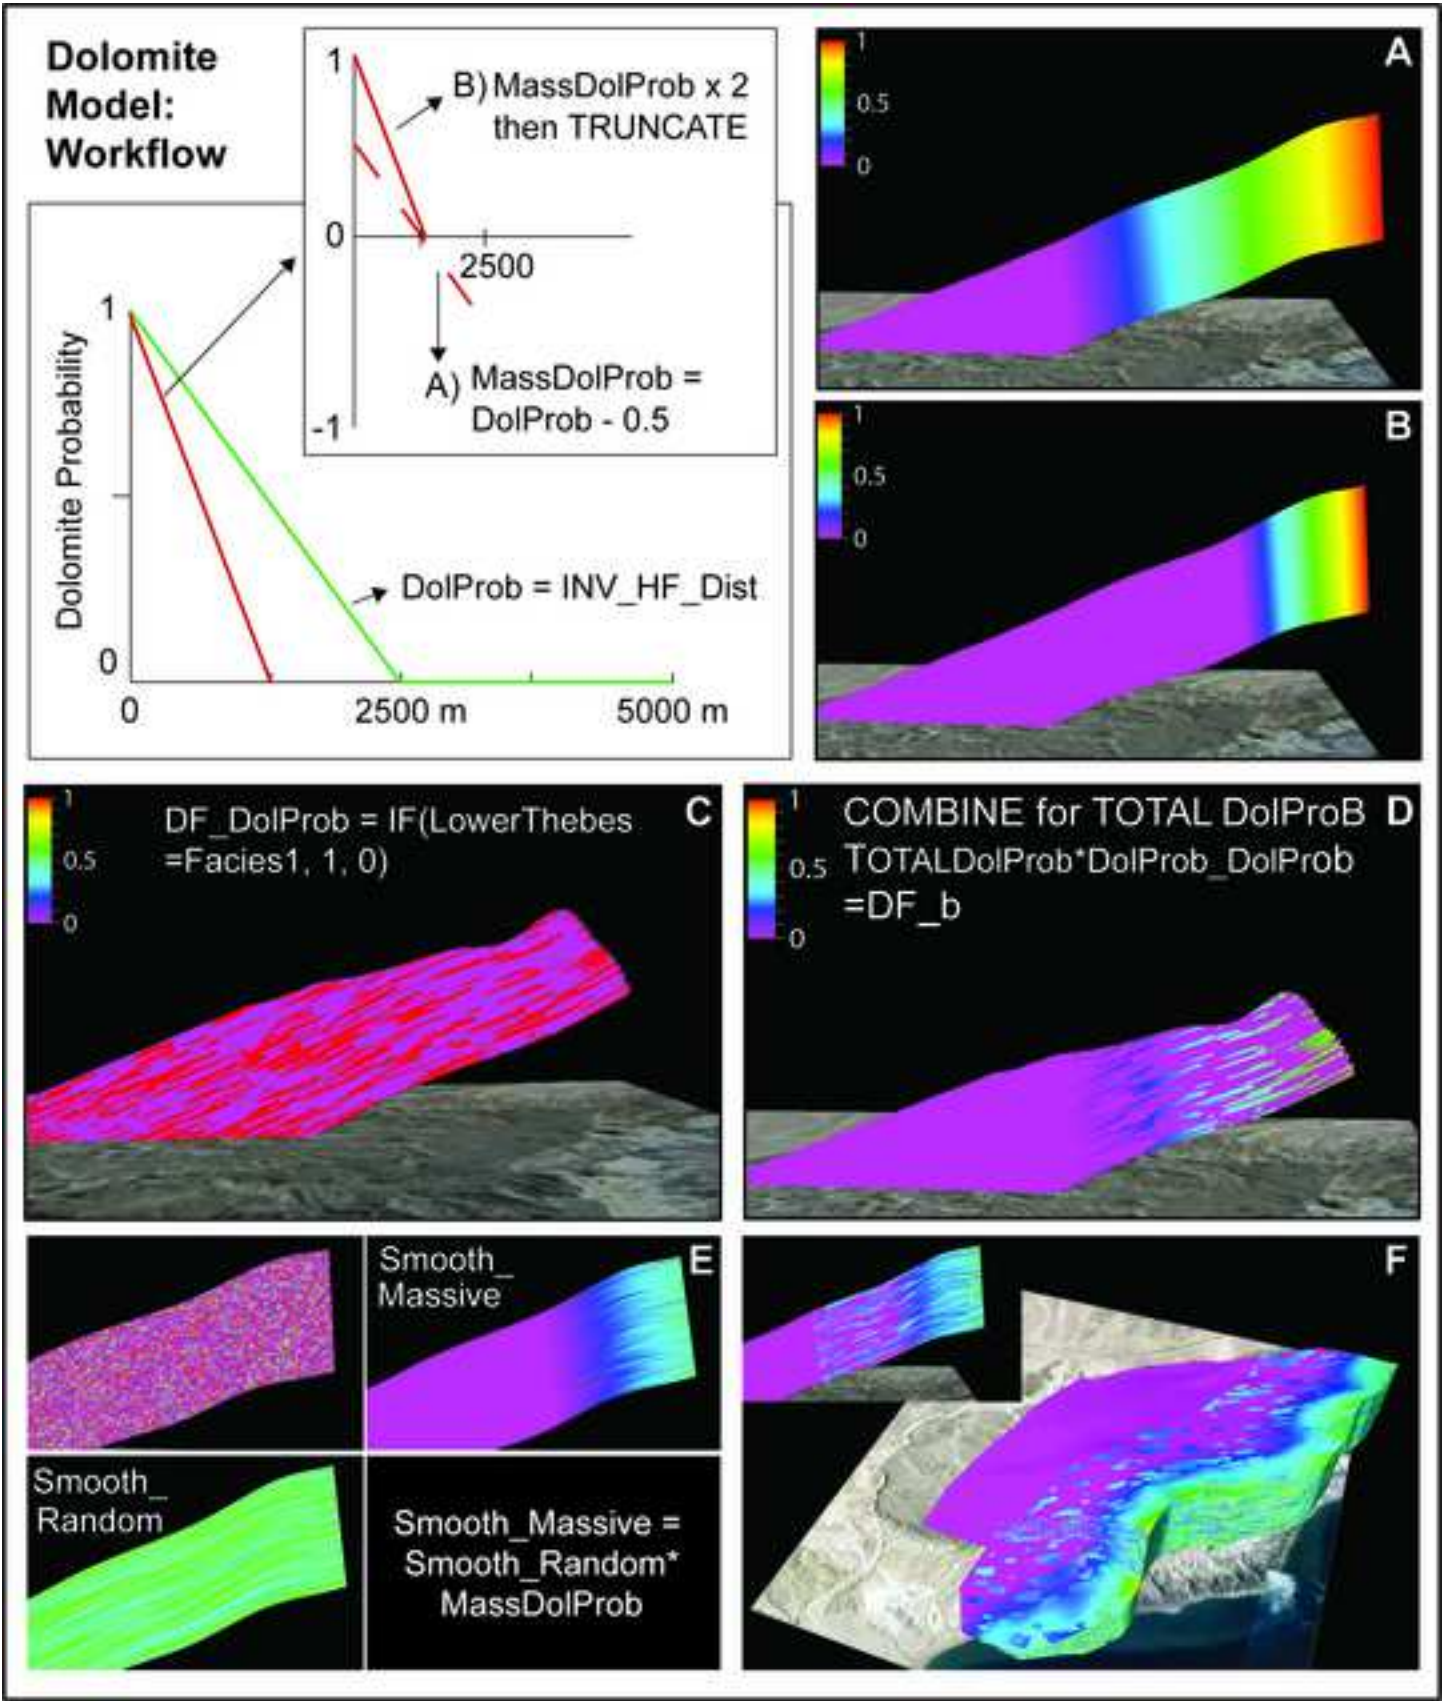 Dolomite
Model:
Workflow
1
B) MassDolProb x 2
then TRUNCATE
0
2500
A) MassDolProb =
DolProb - 0.5
-1
1
Dolomite Probability
DolProb = INV_HF_Dist
0
0
2500 m
5000 m
A
1
0.5
0
B
1
0.5
0
C
1
0.5
0
DF_DolProb = IF(LowerThebes
=Facies1, 1, 0)
D
1
0.5
0
COMBINE for TOTAL DolProB
TOTALDolProb*DolProb_DolProb
=DF_b
E
Smooth_
Massive
Smooth_
Random
Smooth_Massive =
Smooth_Random*
MassDolProb
F